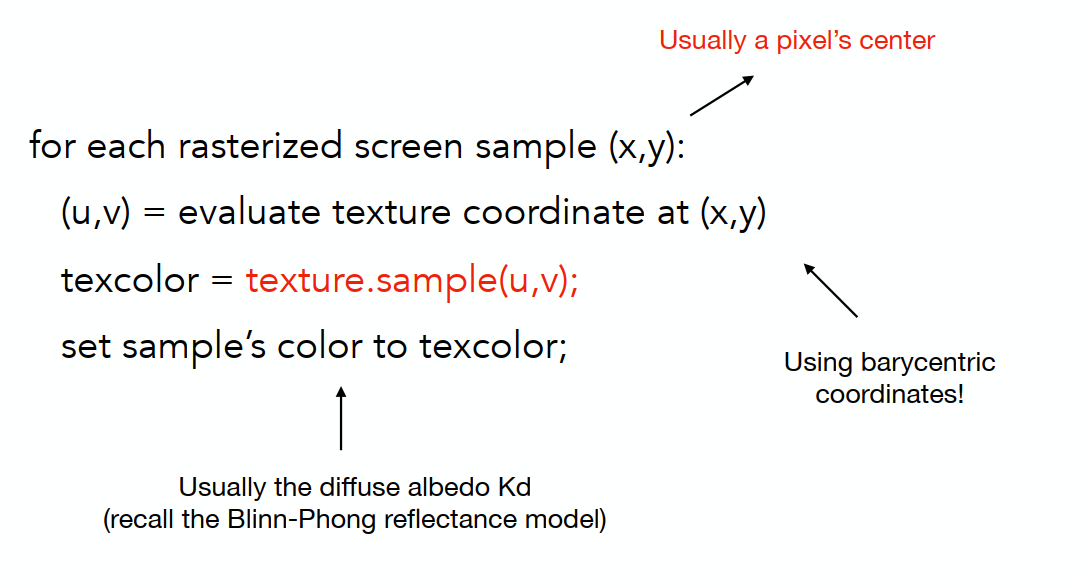 Usually a pixel's center
for each rasterized screen sample (x,y):
(u,v) = evaluate texture coordinate at (x,y)
texcolor = texture.sample(u,v);
set sample’s color to texcolor;
Using barycentric
coordinates!
Usually the diffuse albedo Kd
(recall the Blinn-Phong reflectance model)